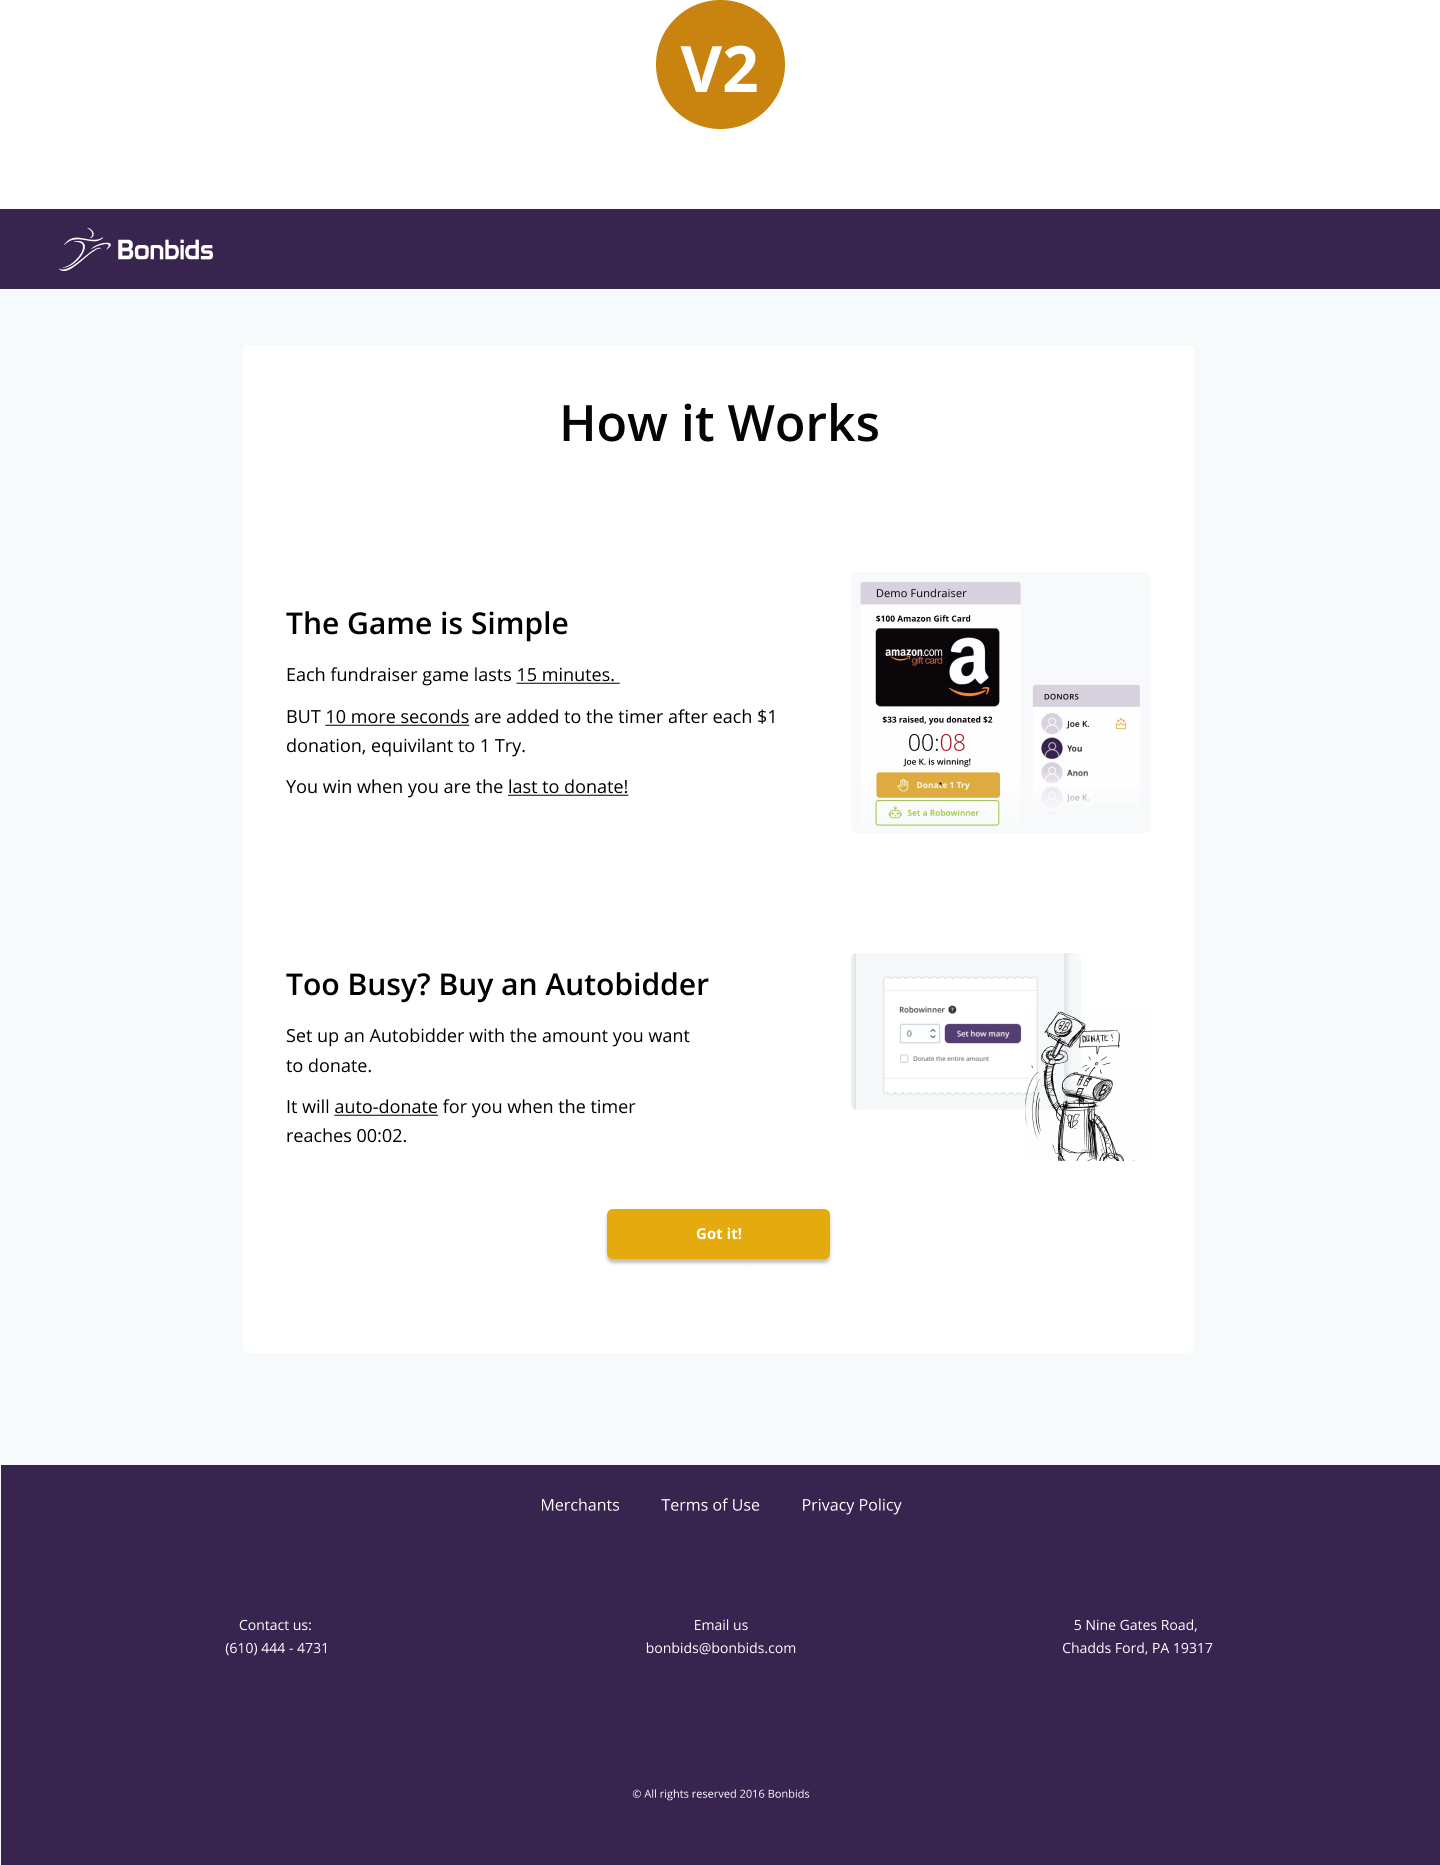 V2
Bonbids
How it Works
The Game is Simple
Each fundraiser game lasts 15 minutes.
BUT 10 more seconds are added to the timer after each $1
donation, equivilant to 1 Try.
You win when you are the last to donate!
Demo Fundraiser
$100 Amazon Gift Card
amazon.com
gift card
a
$33 raised, you donated $2
00:08
Joe K. is winning!
Donate 1 Try
Set a Robowinner
DONORS
Joe K.
You
Anon
Joe K.
Too Busy? Buy an Autobidder
Set up an Autobidder with the amount you want
to donate.
It will auto-donate for you when the timer
reaches 00:02.
Robowinner ?
0
Set how many
Donate the entire amount
DONATE!
Got it!
Merchants
Terms of Use
Privacy Policy
Contact us:
(610) 444 - 4731
Email us
bonbids@bonbids.com
5 Nine Gates Road,
Chadds Ford, PA 19317
© All rights reserved 2016 Bonbids